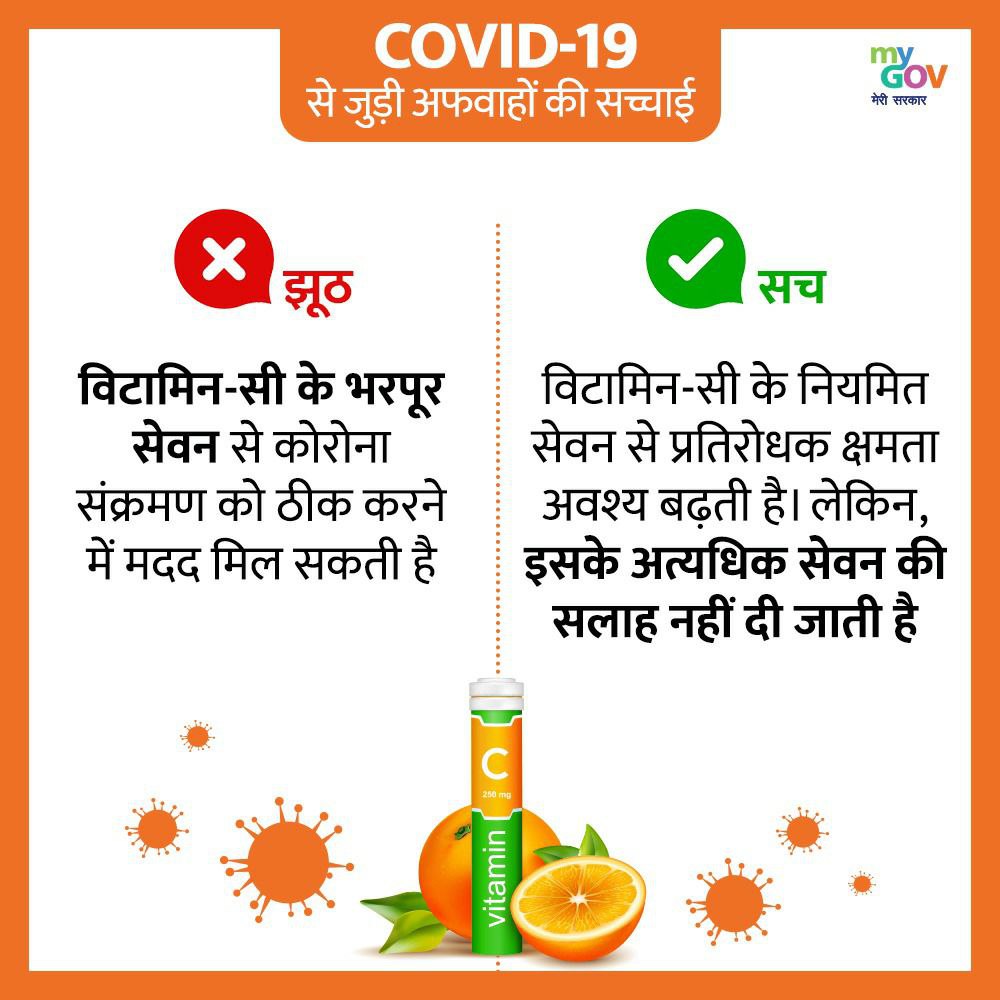 COVID-19
से जुड़ी अफवाहों की सच्चाई
my
GOV
मेरी सरकार
झूठ
विटामिन-सी के भरपूर
सेवन से कोरोना
संक्रमण को ठीक करने
में मदद मिल सकती है
सच
विटामिन-सी के नियमित
सेवन से प्रतिरोधक क्षमता
अवश्य बढ़ती है। लेकिन,
इसके अत्यधिक सेवन की
सलाह नहीं दी जाती है
C
250 mg
vitamin